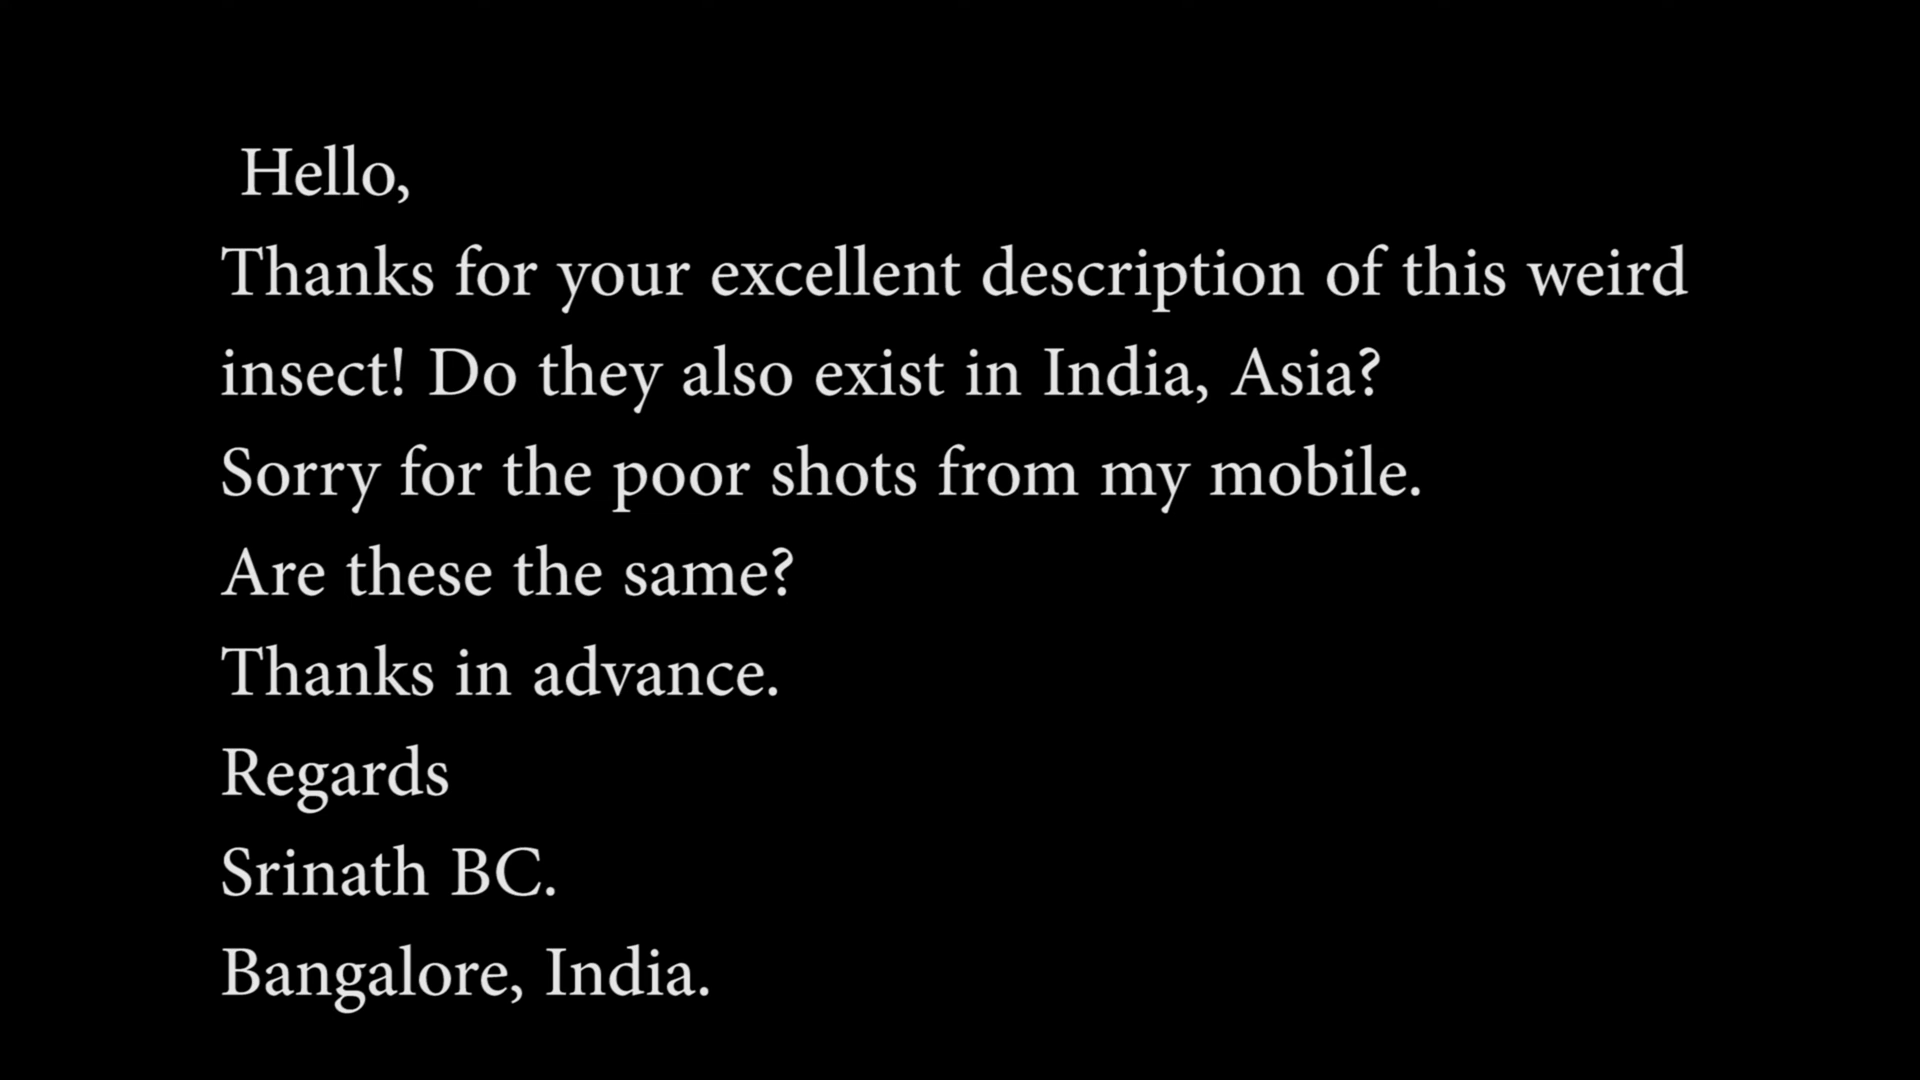 Hello,
Thanks for your excellent description of this weird
insect! Do they also exist in India, Asia?
Sorry for the poor shots from my mobile.
Are these the same?
Thanks in advance.
Regards
Srinath BC.
Bangalore, India.